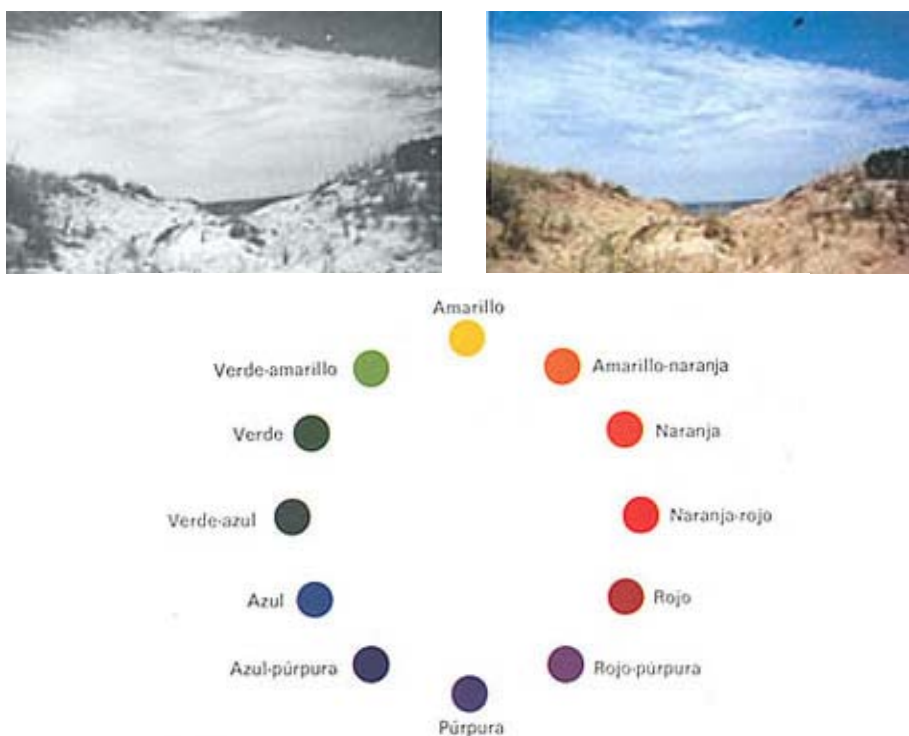 Amarillo
Verde-amarillo
Amarillo-naranja
Verde
Naranja
Verde-azul
Naranja-rojo
Azul
Rojo
Azul-púrpura
Rojo-púrpura
Púrpura